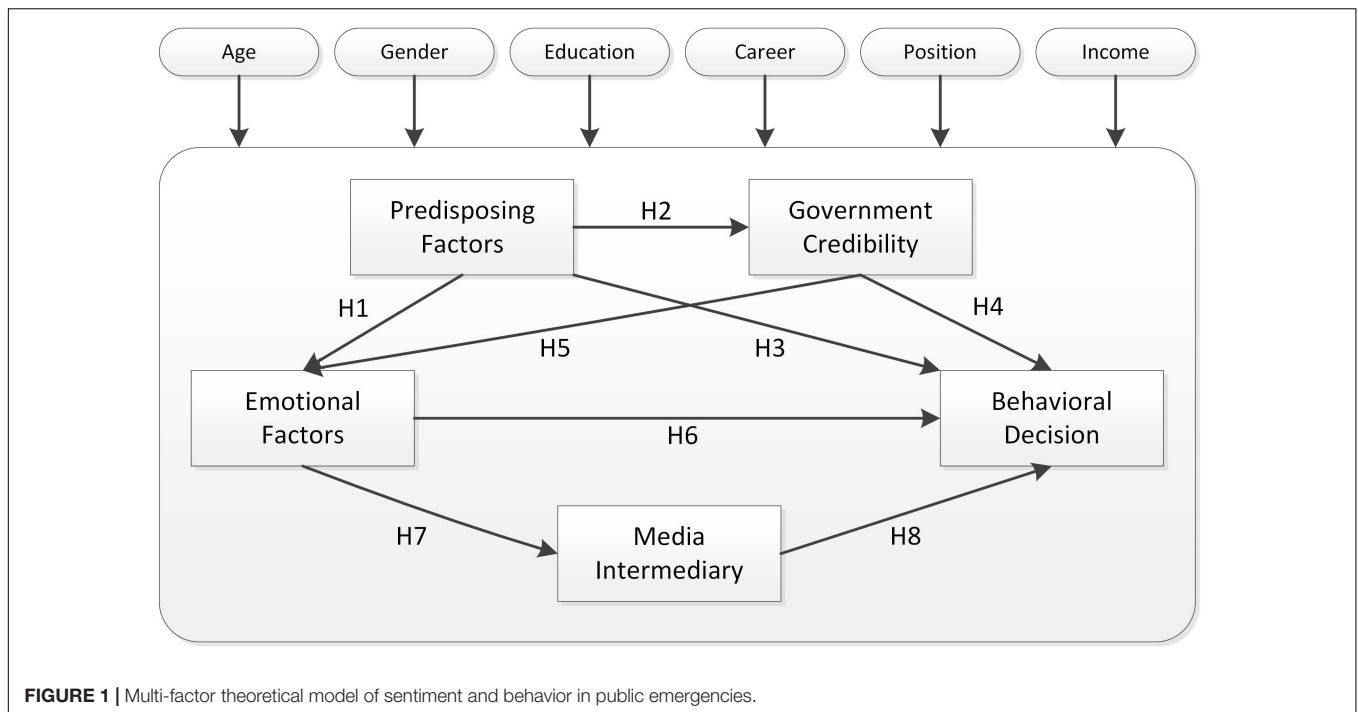 Age
Gender
Education
Career
Position
Income
Predisposing
Factors
H2
Government
Credibility
H1
H5
H3
H4
Emotional
Factors
H6
Behavioral
Decision
H7
Media
Intermediary
H8
FIGURE 1 | Multi-factor theoretical model of sentiment and behavior in public emergencies.